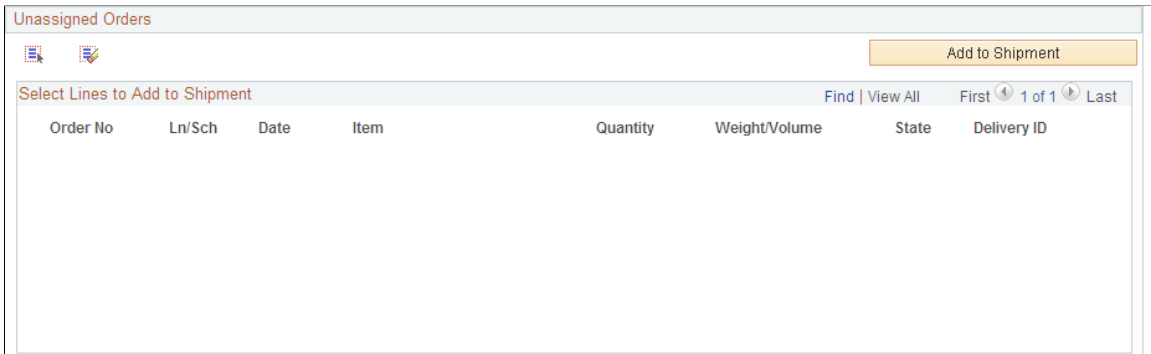 Unassigned Orders
Add to Shipment
Select Lines to Add to Shipment Find | View All First 1 of 1 Last
Order No Ln/Sch Date Item Quantity Weight/Volume State Delivery ID